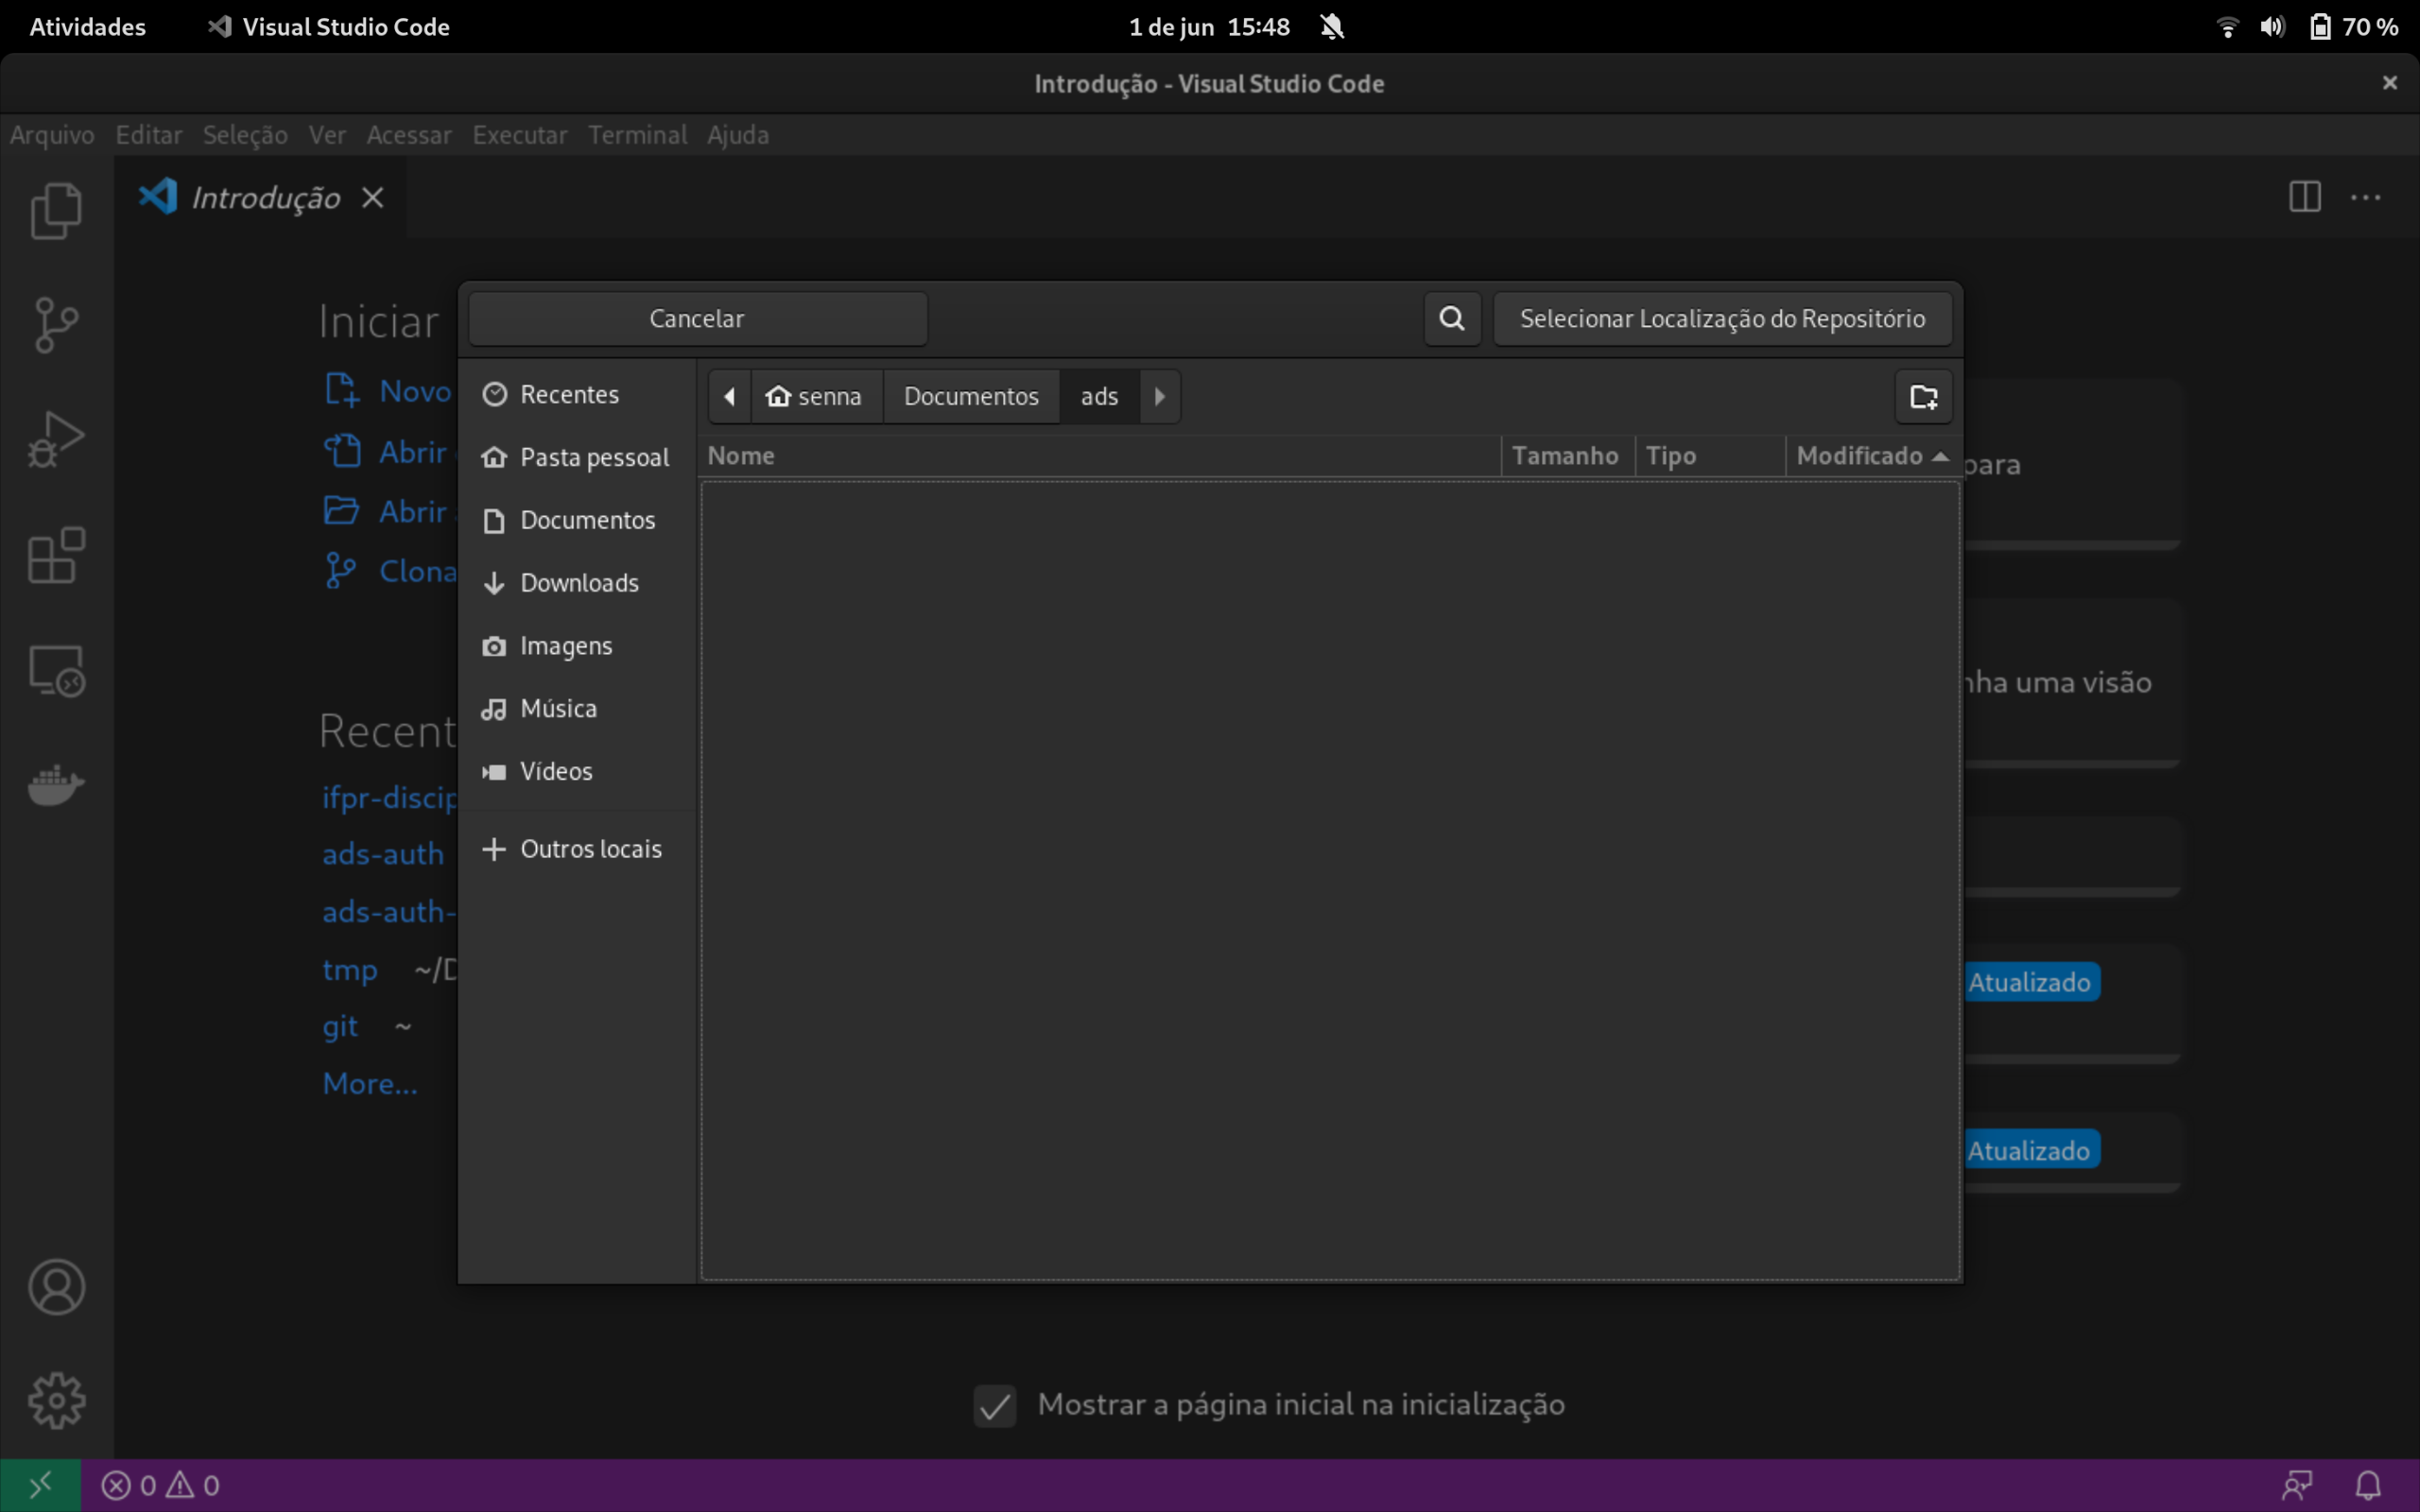 Atividades Visual Studio Code 1 de jun 15:48 70 %
Introdução - Visual Studio Code
Arquivo Editar Seleção Ver Acessar Executar Terminal Ajuda
Introdução
Iniciar
Cancelar
Selecionar Localização do Repositório
Novo
Abrir
Abrir
Clona
Recentes
Pasta pessoal
Documentos
Downloads
Imagens
Música
Vídeos
Outros locais
senna Documentos ads
Nome Tamanho Tipo Modificado
para
nha uma visão
Atualizado
Atualizado
Recent
ifpr-discip
ads-auth
ads-auth-
tmp ~/D
git ~
More...
Mostrar a página inicial na inicialização
0 0